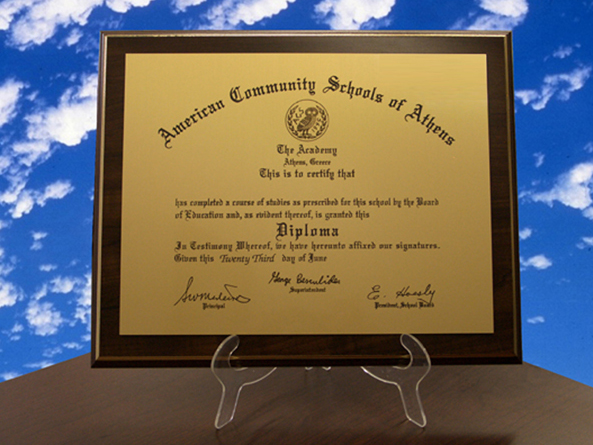 American Community Schools of Athens
ACS
The Academy
Athens, Greece
This is to certify that
has completed a course of studies as prescribed for this school by the Board
of Education and, as evident thereof, is granted this
Diploma
In Testimony Whereof, we have hereunto affixed our signatures.
Given this Twenty Third day of June
George
Superintendent
Principal
E.
President, School Board